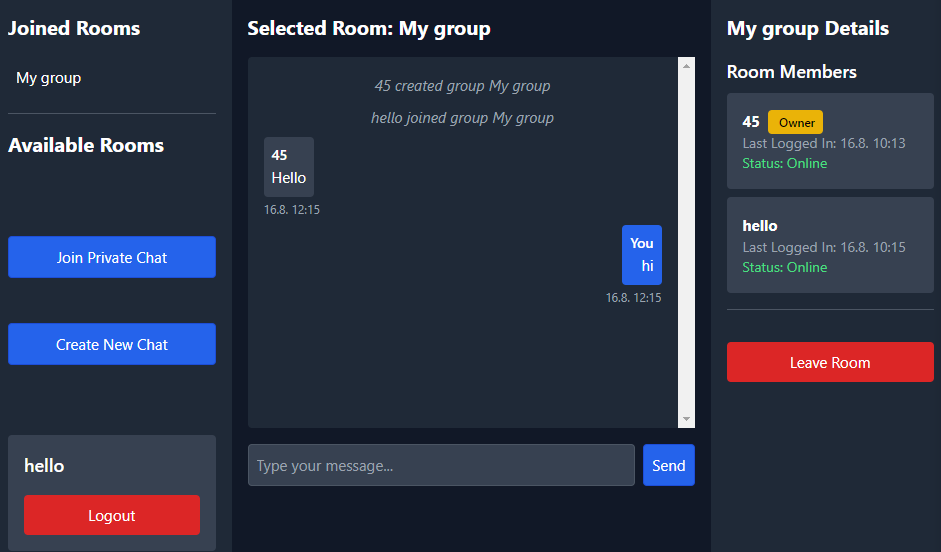 Joined Rooms
My group
Available Rooms
Join Private Chat
Create New Chat
hello
Logout
Selected Room: My group
45 created group My group
hello joined group My group
45
Hello
16.8. 12:15
You
hi
16.8. 12:15
Type your message...
Send
My group Details
Room Members
45 Owner
Last Logged In: 16.8. 10:13
Status: Online
hello
Last Logged In: 16.8. 10:15
Status: Online
Leave Room